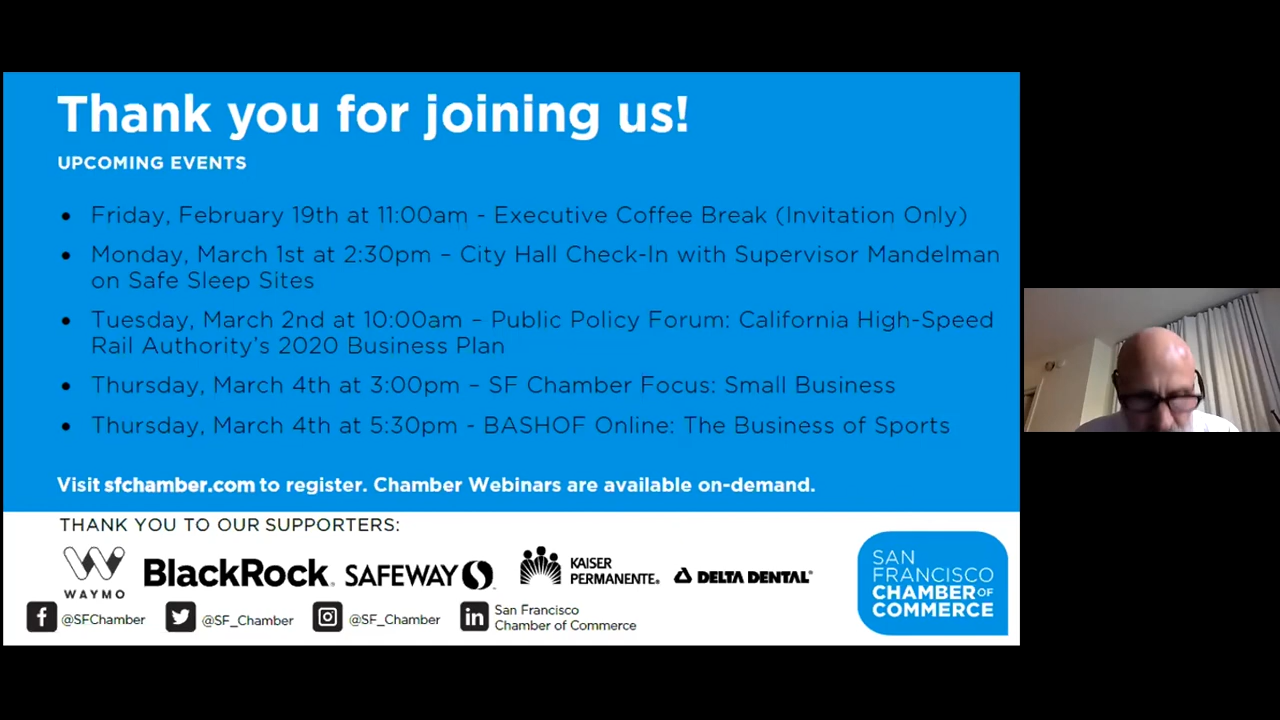 Thank you for joining us!
UPCOMING EVENTS
• Friday, February 19th at 11:00am - Executive Coffee Break (Invitation Only)
• Monday, March 1st at 2:30pm – City Hall Check-In with Supervisor Mandelman
on Safe Sleep Sites
• Tuesday, March 2nd at 10:00am – Public Policy Forum: California High-Speed
Rail Authority's 2020 Business Plan
• Thursday, March 4th at 3:00pm – SF Chamber Focus: Small Business
• Thursday, March 4th at 5:30pm - BASHOF Online: The Business of Sports
Visit sfchamber.com to register. Chamber Webinars are available on-demand.
THANK YOU TO OUR SUPPORTERS:
WAYMO
BlackRock.
SAFEWAY
KAISER
PERMANENTE®
DELTA DENTAL®
@SFChamber
@SF_Chamber
@SF_Chamber
San Francisco
Chamber of Commerce
SAN
FRANCISCO
CHAMBER OF
COMMERCE